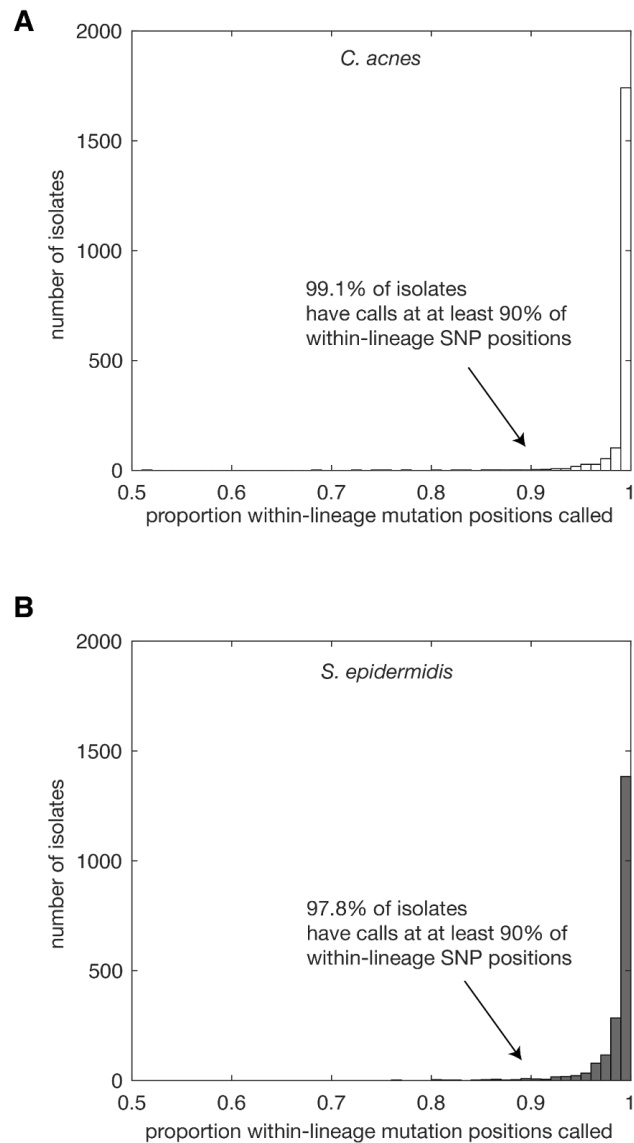 A
2000
C. acnes
1500
1000
500
0
number of isolates
99.1% of isolates
have calls at at least 90% of
within-lineage SNP positions
0.5 0.6 0.7 0.8 0.9 1
proportion within-lineage mutation positions called
B
2000
S. epidermidis
1500
1000
500
0
number of isolates
97.8% of isolates
have calls at at least 90% of
within-lineage SNP positions
0.5 0.6 0.7 0.8 0.9 1
proportion within-lineage mutation positions called